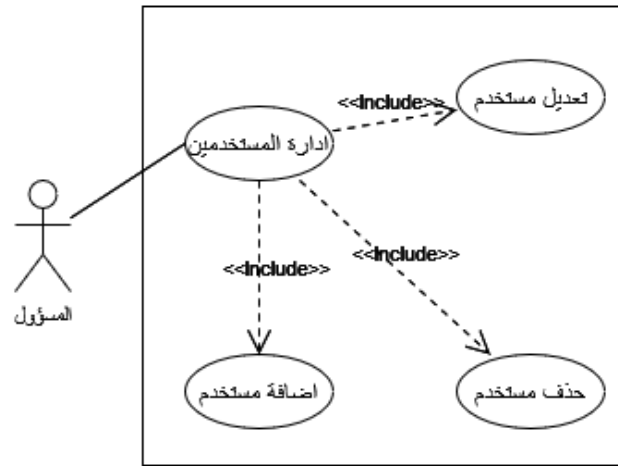 تعديل مستخدم
<<Include>>
ادارة المستخدمين
<<Include>>
<<Include>>
المسؤول
اضافة مستخدم
حذف مستخدم